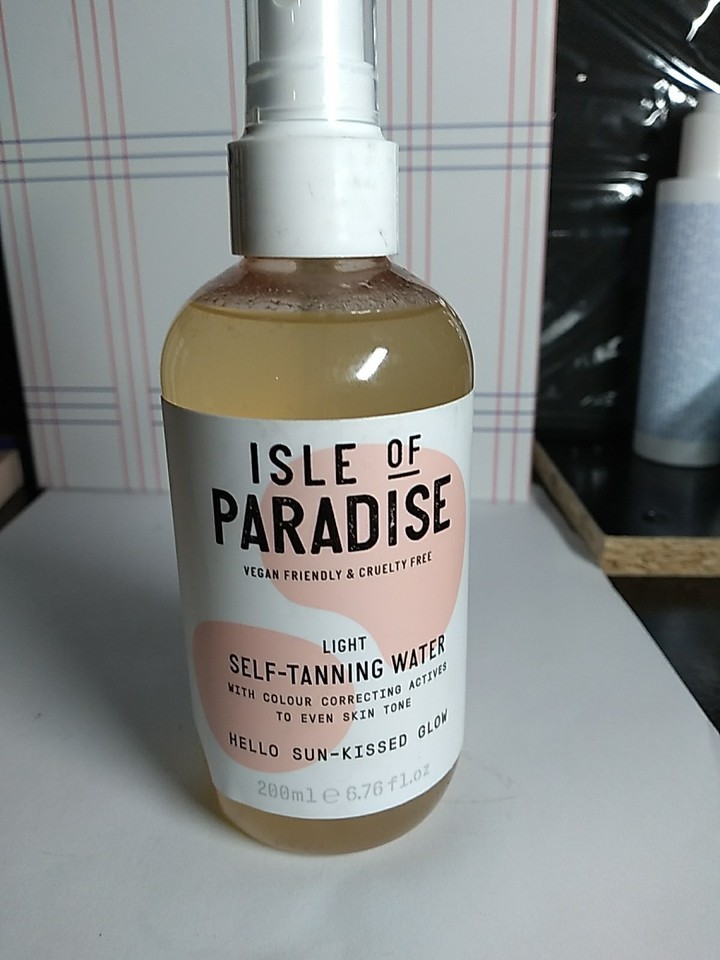 ISLE OF
PARADISE
VEGAN FRIENDLY & CRUELTY FREE
LIGHT
SELF-TANNING WATER
WITH COLOUR CORRECTING ACTIVES
TO EVEN SKIN TONE
HELLO SUN-KISSED GLOW
200ml ℮ 6.76 fl.oz